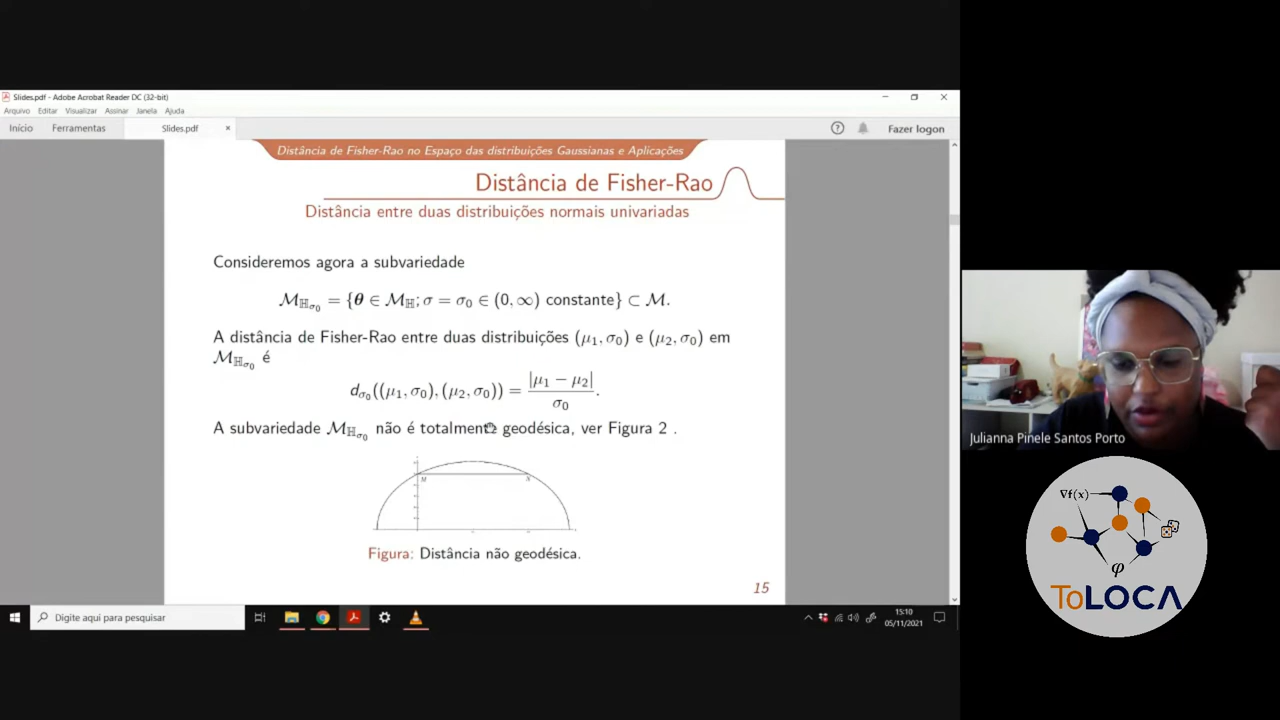 Slides.pdf - Adobe Acrobat Reader DC (32-bit)
Arquivo Editar Visualizar Assinar Janela Ajuda
Início Ferramentas Slides.pdf × Fazer logon
Distância de Fisher-Rao no Espaço das distribuições Gaussianas e Aplicações
Distância de Fisher-Rao
Distância entre duas distribuições normais univariadas
Consideremos agora a subvariedade
ℳ_{ℍ_{σ₀}} = {θ ∈ ℳ_ℍ; σ = σ₀ ∈ (0, ∞) constante} ⊂ ℳ.
A distância de Fisher-Rao entre duas distribuições (μ₁, σ₀) e (μ₂, σ₀) em
ℳ_{ℍ_{σ₀}} é
d_{σ₀}((μ₁, σ₀), (μ₂, σ₀)) = |μ₁ − μ₂| / σ₀.
A subvariedade ℳ_{ℍ_{σ₀}} não é totalmente geodésica, ver Figura 2 .
M
Figura: Distância não geodésica.
15
Julianna Pinele Santos Porto
∇f(x)
φ
ToLOCA
Digite aqui para pesquisar
15:10
05/11/2021